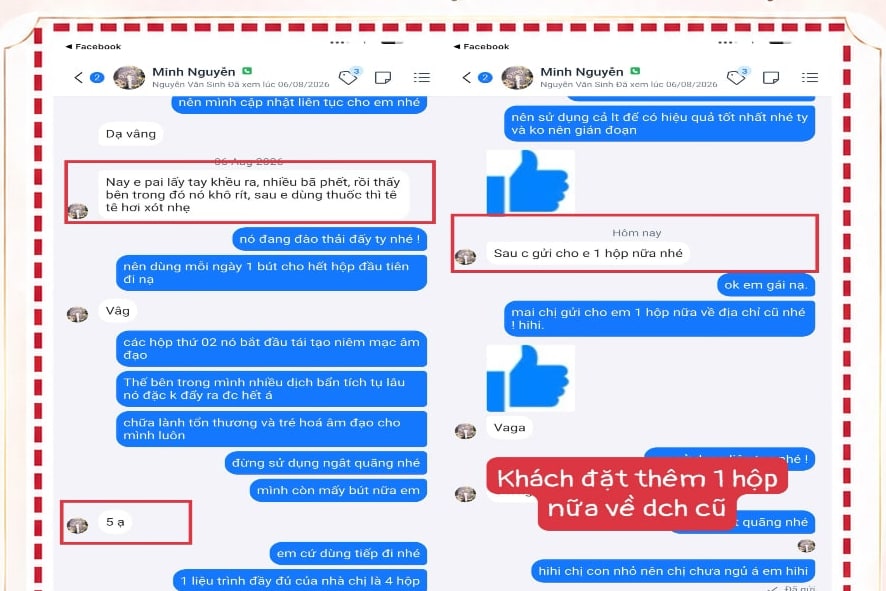 ◄ Facebook
2
Minh Nguyên
Nguyễn Văn Sinh Đã xem lúc 06/08/2026
3
nên mình cập nhật liên tục cho em nhé
Dạ vâng
06 Aug 2026
Nay e pai lấy tay khều ra, nhiều bã phết, rồi thấy
bên trong đó nó khô rít, sau e dùng thuốc thì tê
tê hơi xót nhẹ
nó đang đào thải đấy ty nhé !
nên dùng mỗi ngày 1 bút cho hết hộp đầu tiên
đi nạ
Vâg
các hộp thứ 02 nó bắt đầu tái tạo niêm mạc âm
đạo
Thế bên trong mình nhiều dịch bẩn tích tụ lâu
nó đặc k đẩy ra đc hết á
chữa lành tổn thương và trẻ hoá âm đạo cho
mình luôn
đừng sử dụng ngắt quãng nhé
mình còn mấy bút nữa em
5 ạ
em cứ dùng tiếp đi nhé
1 liệu trình đầy đủ của nhà chị là 4 hộp
◄ Facebook
2
Minh Nguyên
Nguyễn Văn Sinh Đã xem lúc 06/08/2026
3
nên sử dụng cả lt để có hiệu quả tốt nhất nhé ty
và ko nên gián đoạn
Hôm nay
Sau c gửi cho e 1 hộp nữa nhé
ok em gái nạ.
mai chị gửi cho em 1 hộp nữa về địa chỉ cũ nhé
! hihi.
Vaga
nhé !
Khách đặt thêm 1 hộp
nữa về dch cũ
quãng nhé
hihi chị con nhỏ nên chị chưa ngủ á em hihi
Đã gửi